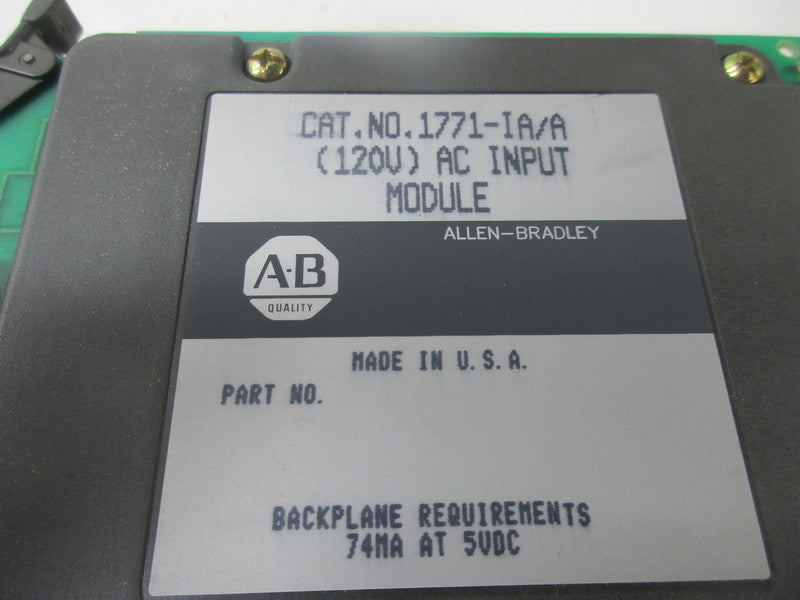 CAT.NO.1771-IA/A
(120V) AC INPUT
MODULE
ALLEN-BRADLEY
A-B
QUALITY
MADE IN U.S.A.
PART NO.
BACKPLANE REQUIREMENTS
74MA AT 5VDC